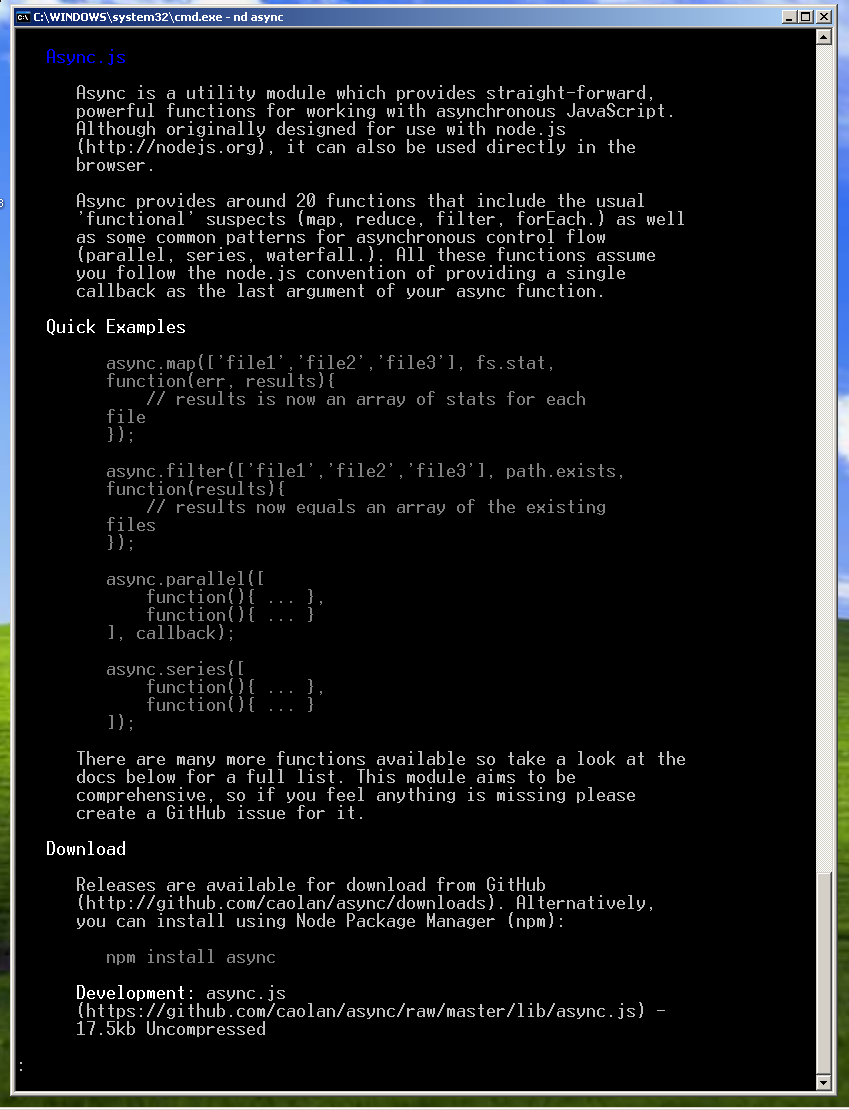 C:\WINDOWS\system32\cmd.exe - nd async
Async.js
Async is a utility module which provides straight-forward,
powerful functions for working with asynchronous JavaScript.
Although originally designed for use with node.js
(http://nodejs.org), it can also be used directly in the
browser.
Async provides around 20 functions that include the usual
'functional' suspects (map, reduce, filter, forEach.) as well
as some common patterns for asynchronous control flow
(parallel, series, waterfall.). All these functions assume
you follow the node.js convention of providing a single
callback as the last argument of your async function.
Quick Examples
async.map(['file1','file2','file3'], fs.stat,
function(err, results){
// results is now an array of stats for each
file
});
async.filter(['file1','file2','file3'], path.exists,
function(results){
// results now equals an array of the existing
files
});
async.parallel([
function(){ ... },
function(){ ... }
], callback);
async.series([
function(){ ... },
function(){ ... }
]);
There are many more functions available so take a look at the
docs below for a full list. This module aims to be
comprehensive, so if you feel anything is missing please
create a GitHub issue for it.
Download
Releases are available for download from GitHub
(http://github.com/caolan/async/downloads). Alternatively,
you can install using Node Package Manager (npm):
npm install async
Development: async.js
(https://github.com/caolan/async/raw/master/lib/async.js) -
17.5kb Uncompressed
: